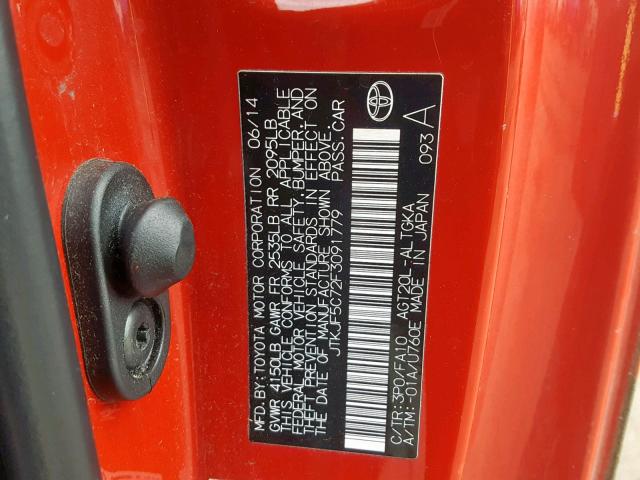 MFD. BY: TOYOTA MOTOR CORPORATION 06/14
GVWR 4150LB GAWR FR 2535LB RR 2095LB
THIS VEHICLE CONFORMS TO ALL APPLICABLE
FEDERAL MOTOR VEHICLE SAFETY, BUMPER, AND
THEFT PREVENTION STANDARDS IN EFFECT ON
THE DATE OF MANUFACTURE SHOWN ABOVE.
JTKJF5C72F3091779 PASS. CAR
C/TR: 3P0/FA10 AGT20L-ALTGKA 093 A
A/TM: -01A/U760E MADE IN JAPAN